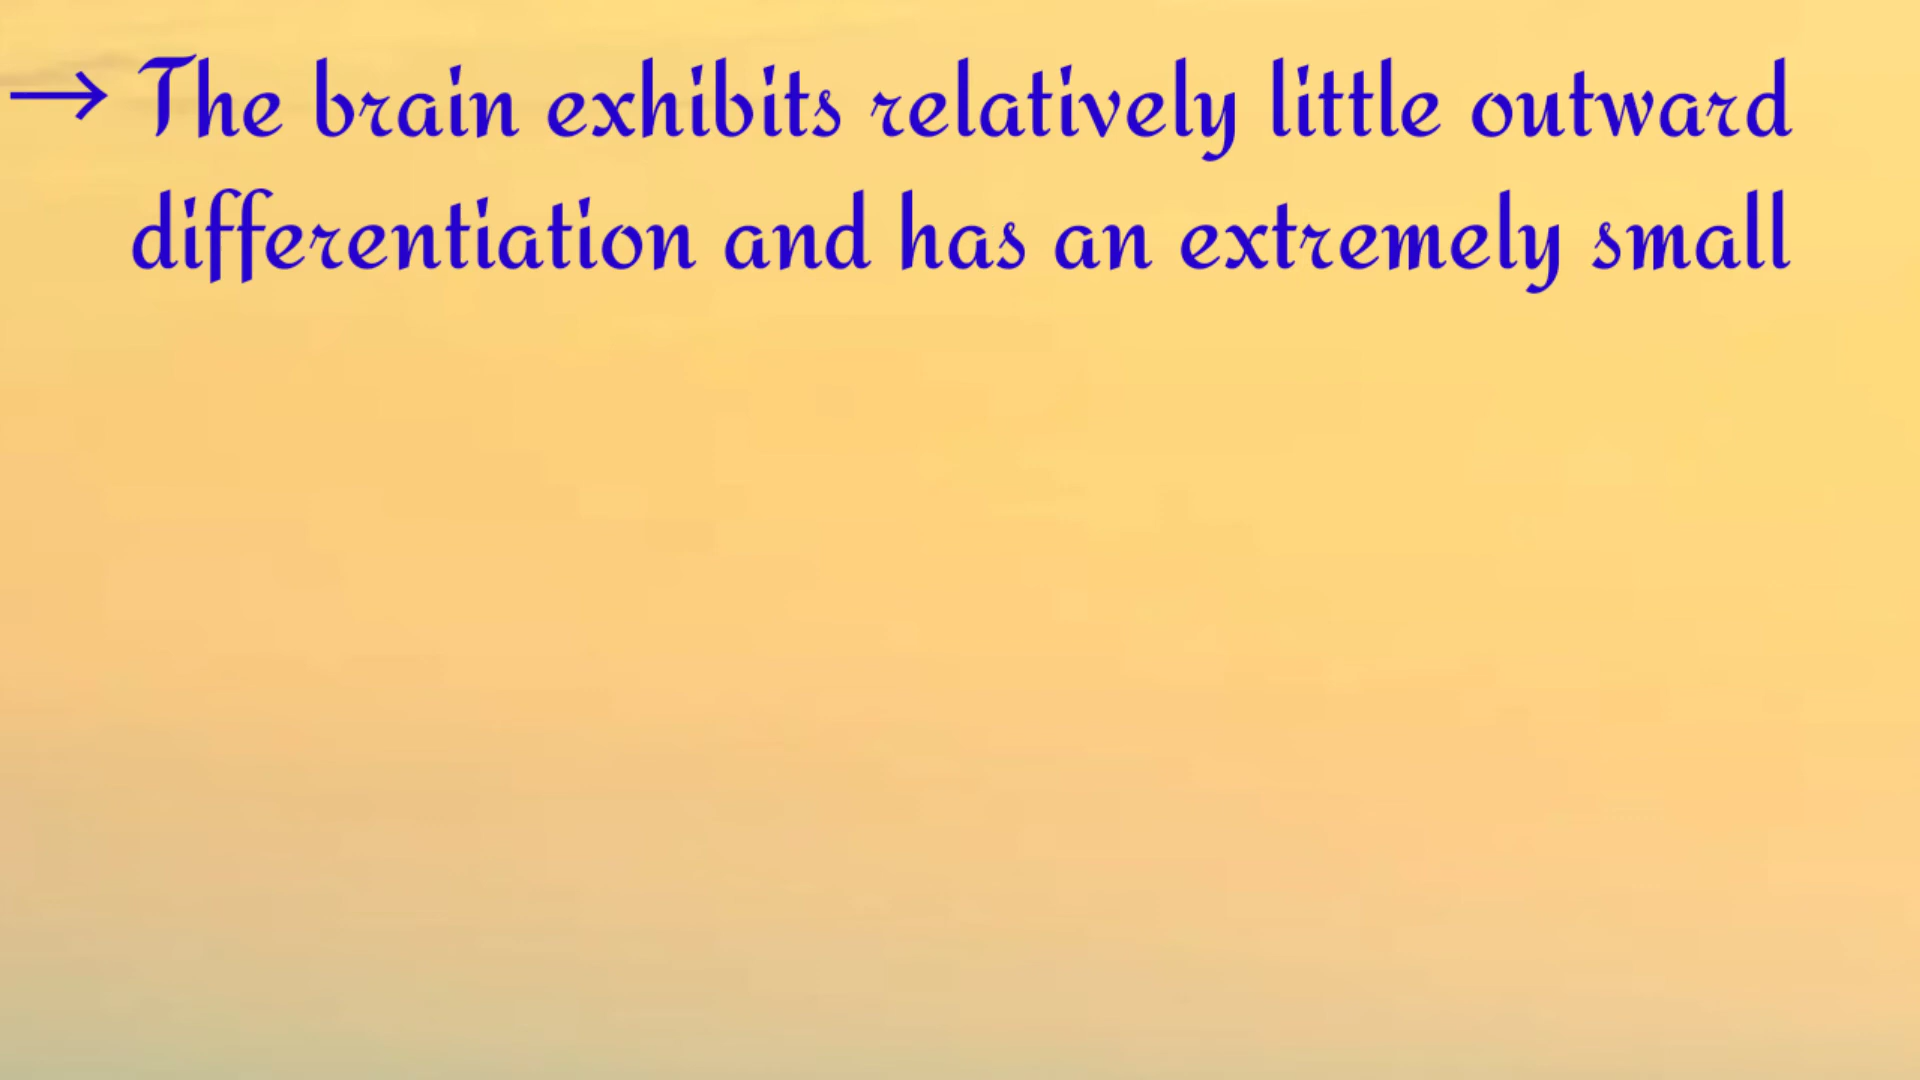 → The brain exhibits relatively little outward
differentiation and has an extremely small